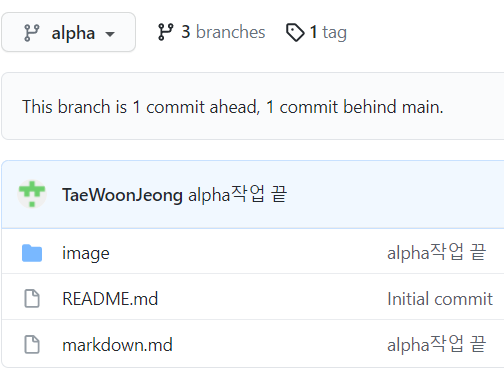 alpha 3 branches 1 tag
This branch is 1 commit ahead, 1 commit behind main.
TaeWoonJeong alpha작업 끝
image alpha작업 끝
README.md Initial commit
markdown.md alpha작업 끝